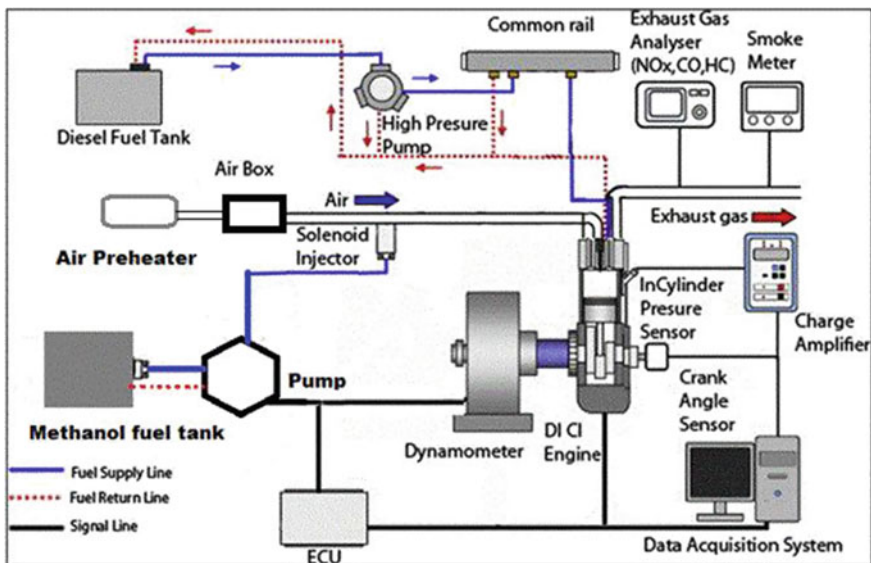 Common rail
Exhaust Gas
Analyser
(NOx,CO,HC)
Smoke
Meter
Diesel Fuel Tank
High Presure
Pump
Air Box
Air
Exhaust gas
Solenoid
Injector
Air Preheater
InCylinder
Presure
Sensor
Charge
Amplifier
Pump
Methanol fuel tank
Crank
Angle
Sensor
Dynamometer
DI CI
Engine
Fuel Supply Line
Fuel Return Line
Signal Line
ECU
Data Acquisition System